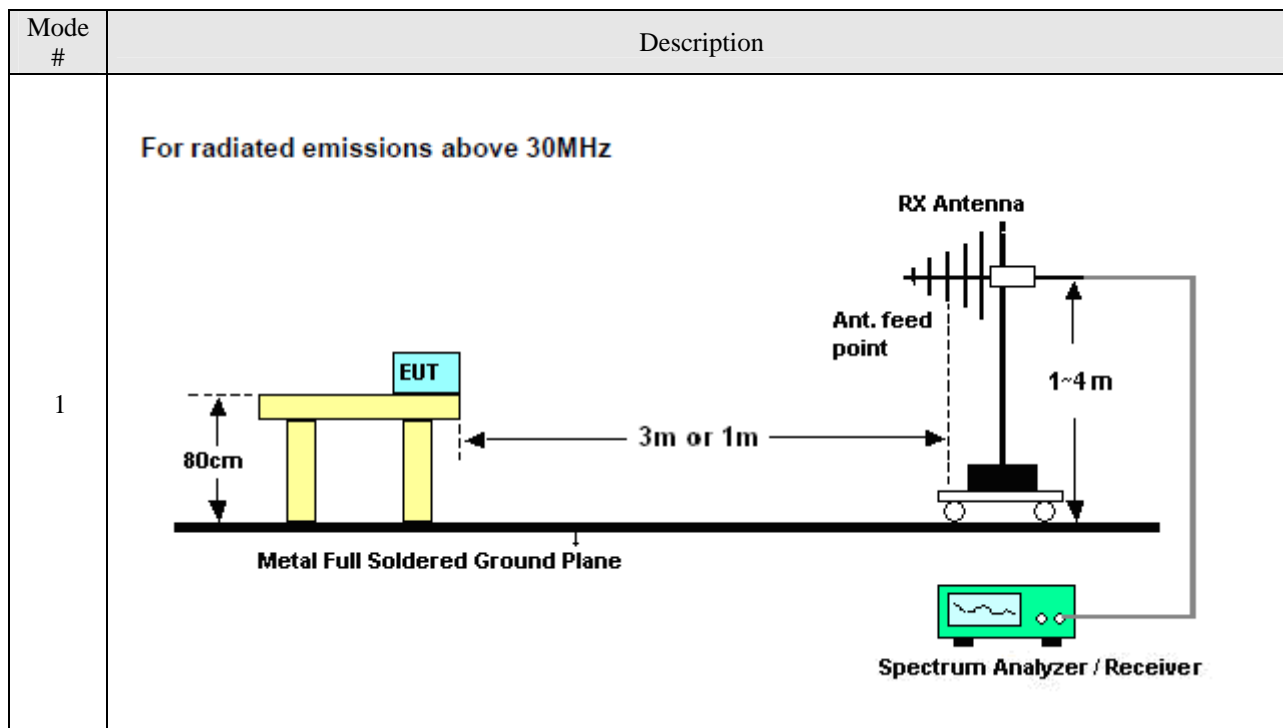 Mode
#
Description
1
For radiated emissions above 30MHz
RX Antenna
Ant. feed
point
1~4 m
EUT
80cm
3m or 1m
Metal Full Soldered Ground Plane
Spectrum Analyzer / Receiver